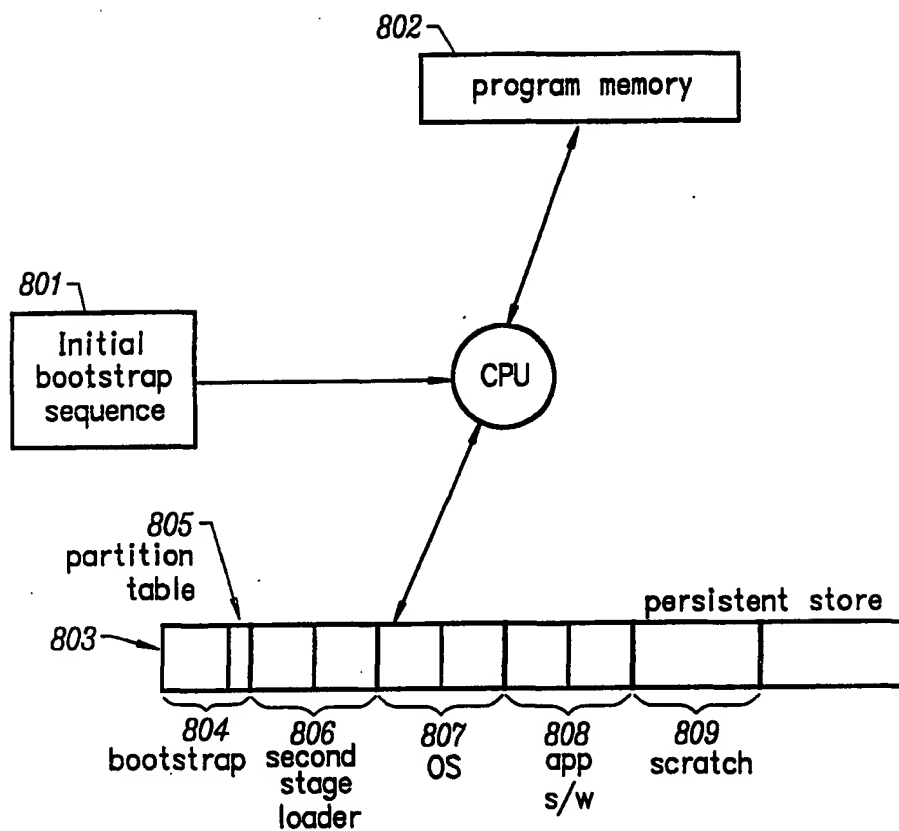 802
program memory
801
Initial
bootstrap
sequence
CPU
805
partition
table
persistent store
803
804
bootstrap
806
second
stage
loader
807
OS
808
app
s/w
809
scratch